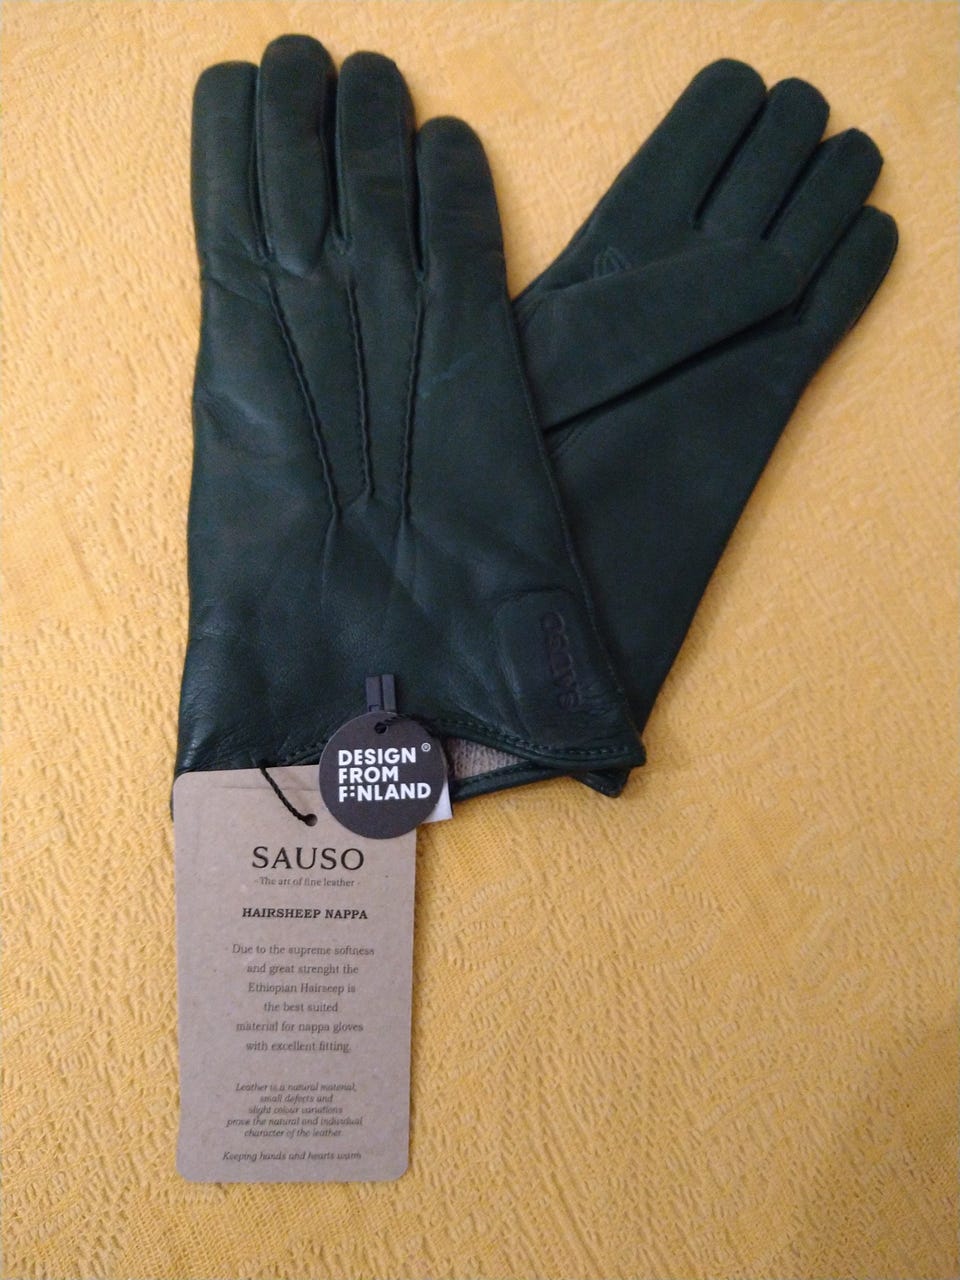 SAUSO
DESIGN ®
FROM
FINLAND
SAUSO
- The art of fine leather -
HAIRSHEEP NAPPA
Due to the supreme softness
and great strenght the
Ethiopian Hairseep is
the best suited
material for nappa gloves
with excellent fitting.
Leather is a natural material,
small defects and
slight colour variations
prove the natural and individual
character of the leather.
Keeping hands and hearts warm